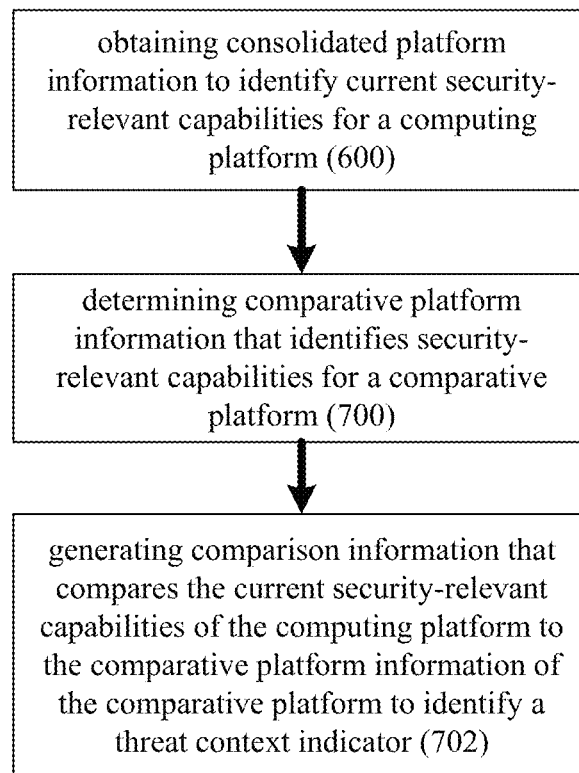 obtaining consolidated platform
information to identify current security-
relevant capabilities for a computing
platform (600)
determining comparative platform
information that identifies security-
relevant capabilities for a comparative
platform (700)
generating comparison information that
compares the current security-relevant
capabilities of the computing platform to
the comparative platform information of
the comparative platform to identify a
threat context indicator (702)